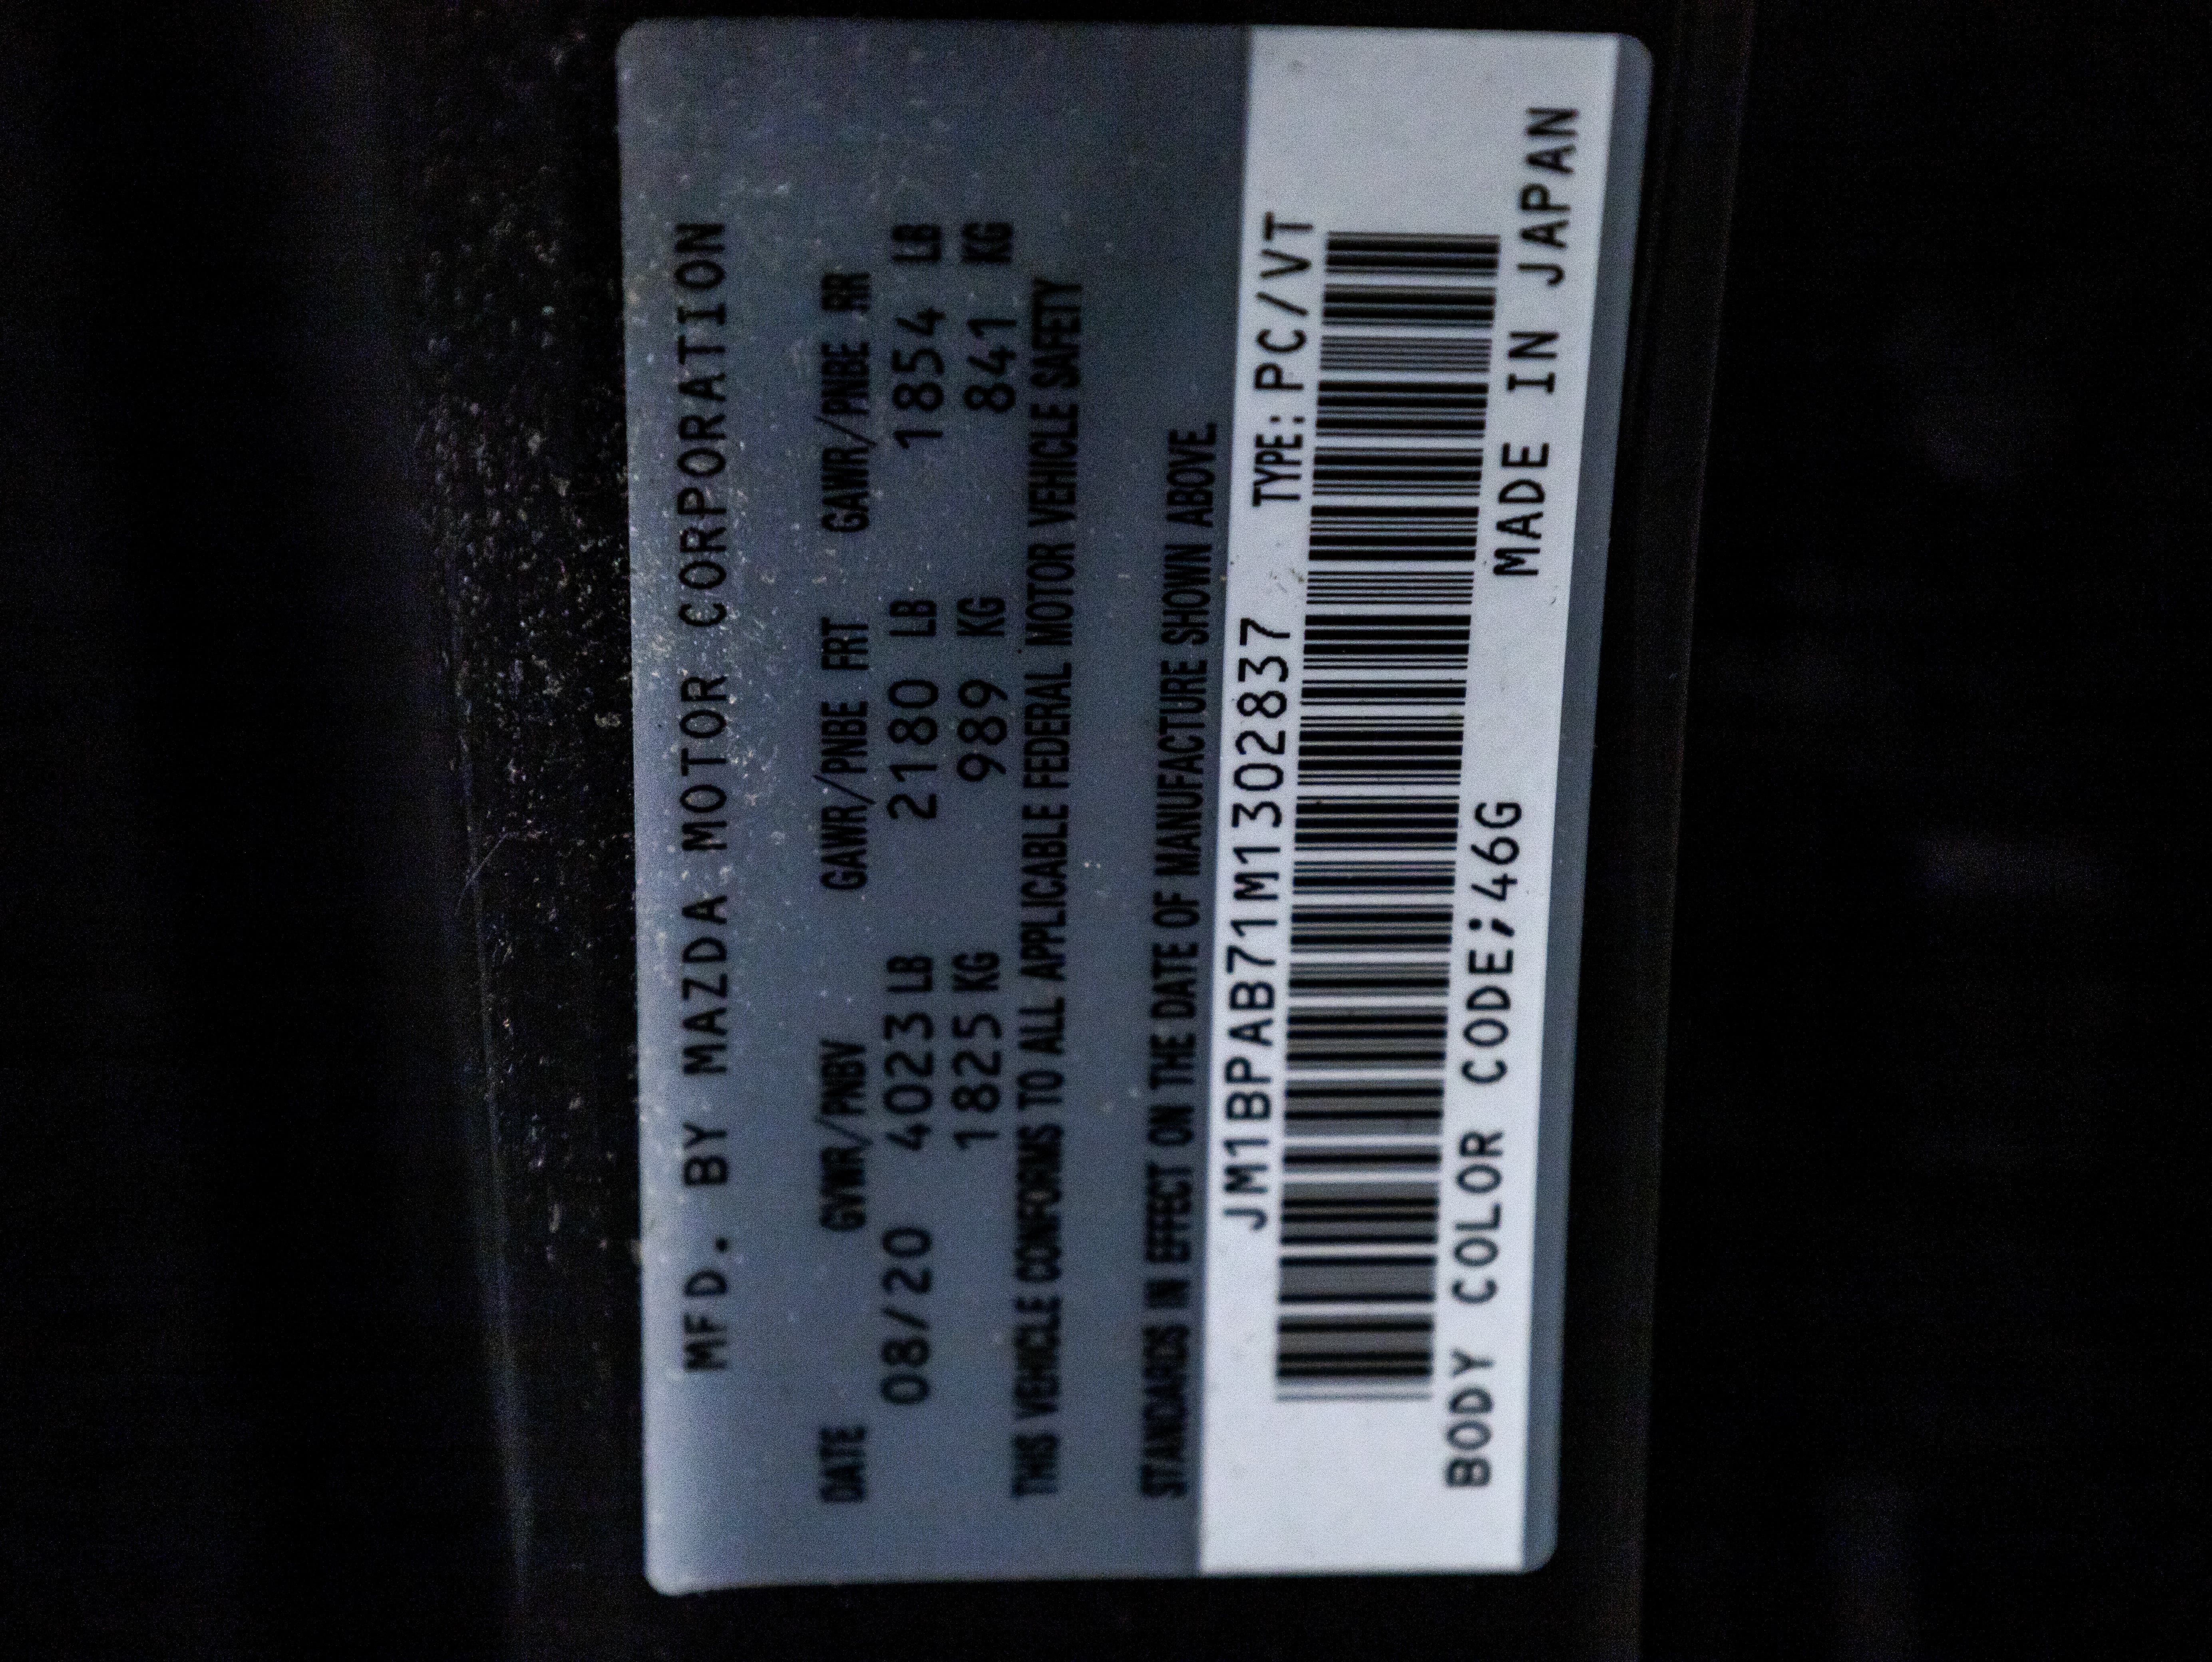 MFD. BY MAZDA MOTOR CORPORATION
DATE GVWR/PNBV GAWR/PNBE FRT GAWR/PNBE RR
08/20 4023 LB 2180 LB 1854 LB
1825 KG 989 KG 841 KG
THIS VEHICLE CONFORMS TO ALL APPLICABLE FEDERAL MOTOR VEHICLE SAFETY
STANDARDS IN EFFECT ON THE DATE OF MANUFACTURE SHOWN ABOVE.
JM1BPAB71M1302837 TYPE: PC/VT
BODY COLOR CODE;46G MADE IN JAPAN